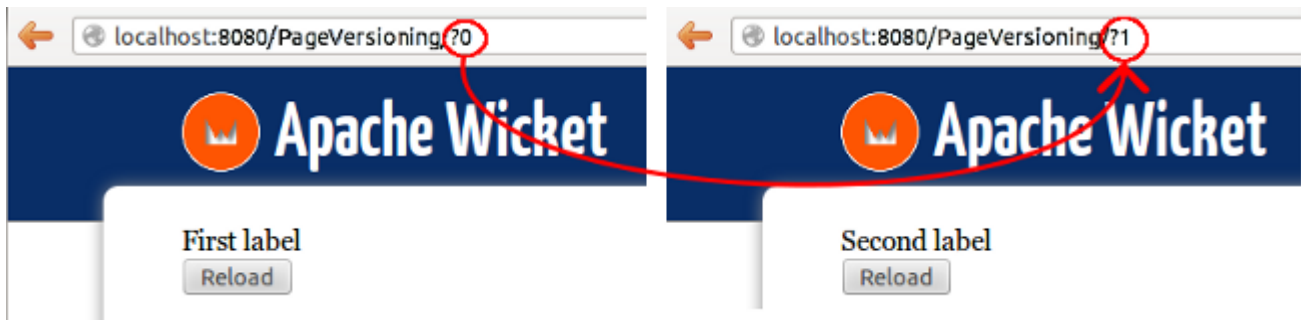 localhost:8080/PageVersioning/?0
Apache Wicket
First label
Reload
localhost:8080/PageVersioning/?1
Apache Wicket
Second label
Reload